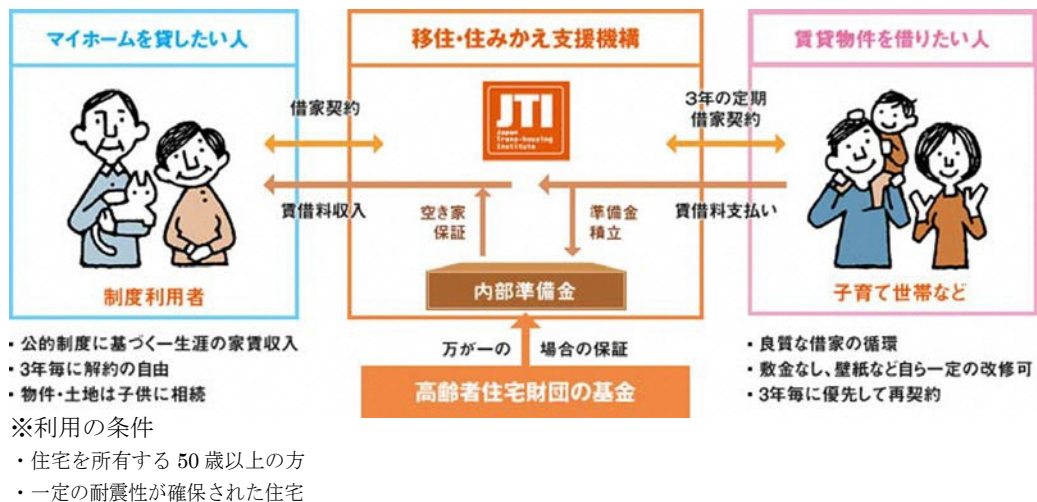 マイホームを貸したい人
移住・住みかえ支援機構
賃貸物件を借りたい人
借家契約
JTI
Japan
Trans-housing
Institute
3年の定期
借家契約
賃借料収入
空き家
保証
準備金
積立
賃借料支払い
内部準備金
制度利用者
子育て世帯など
・公的制度に基づく一生涯の家賃収入
・3年毎に解約の自由
・物件・土地は子供に相続
万が一の 場合の保証
高齢者住宅財団の基金
・良質な借家の循環
・敷金なし、壁紙など自ら一定の改修可
・3年毎に優先して再契約
※利用の条件
・住宅を所有する 50 歳以上の方
・一定の耐震性が確保された住宅